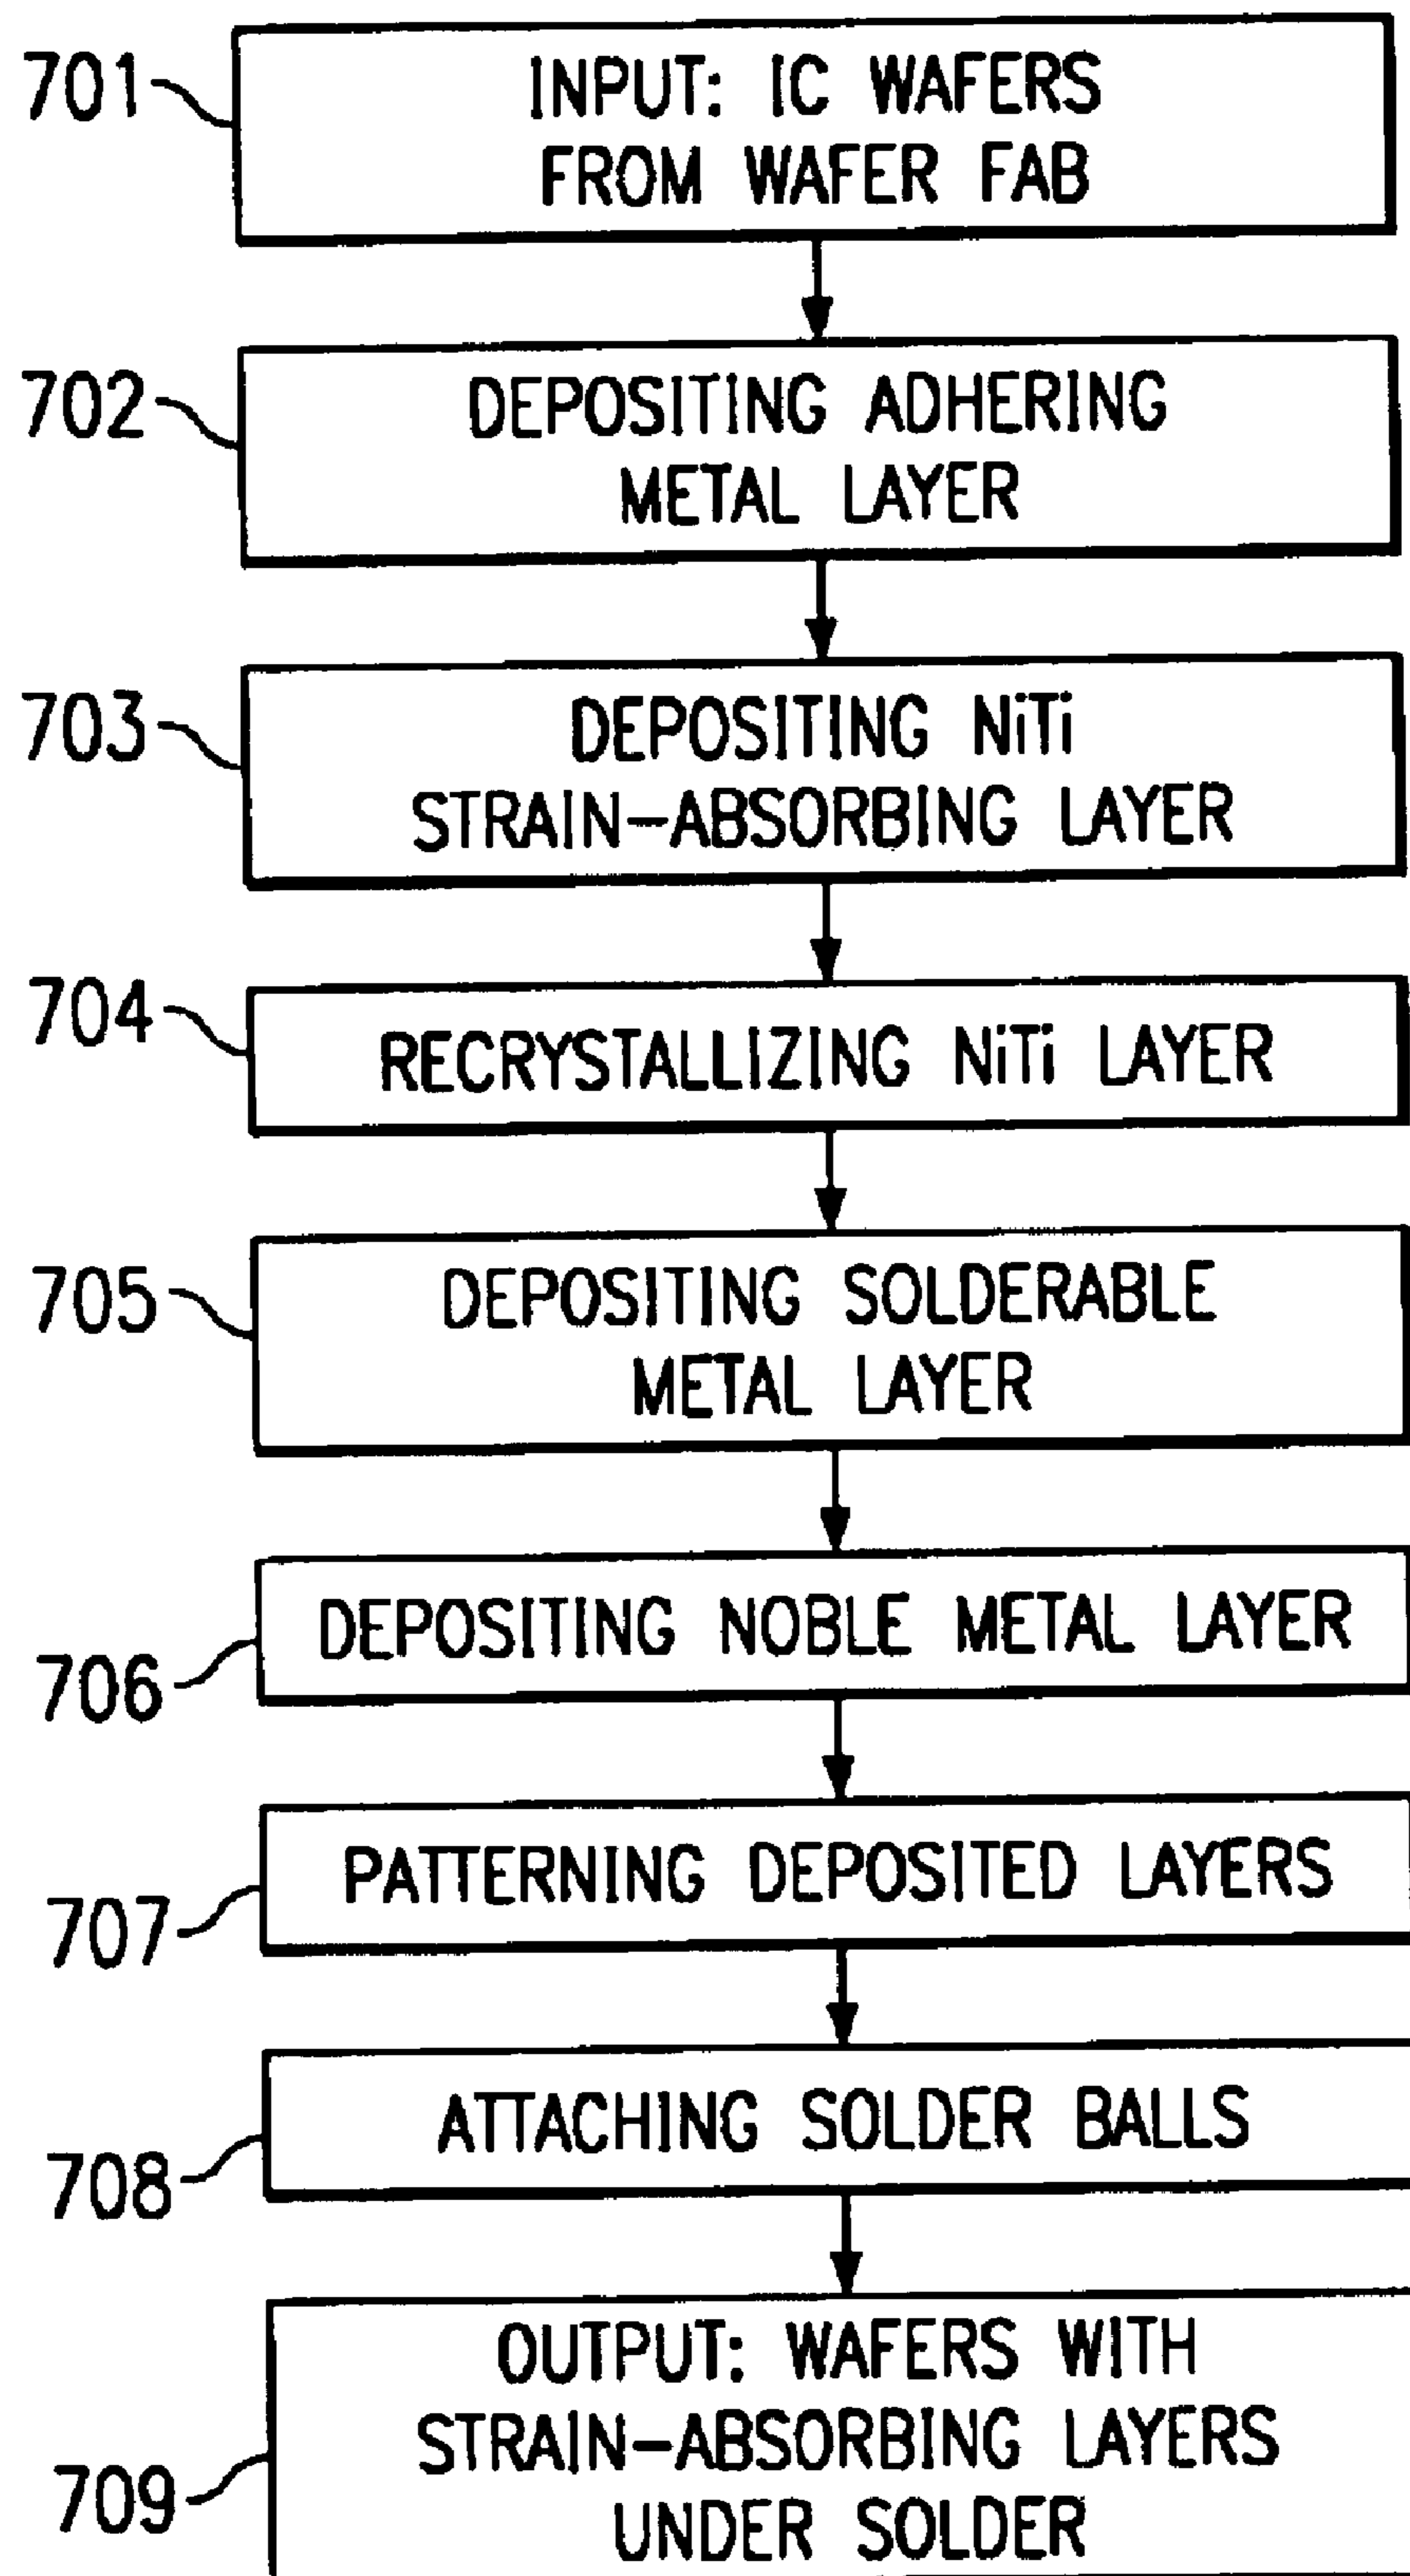 701
INPUT: IC WAFERS
FROM WAFER FAB
702
DEPOSITING ADHERING
METAL LAYER
703
DEPOSITING NiTi
STRAIN-ABSORBING LAYER
704
RECRYSTALLIZING NiTi LAYER
705
DEPOSITING SOLDERABLE
METAL LAYER
706
DEPOSITING NOBLE METAL LAYER
707
PATTERNING DEPOSITED LAYERS
708
ATTACHING SOLDER BALLS
709
OUTPUT: WAFERS WITH
STRAIN-ABSORBING LAYERS
UNDER SOLDER